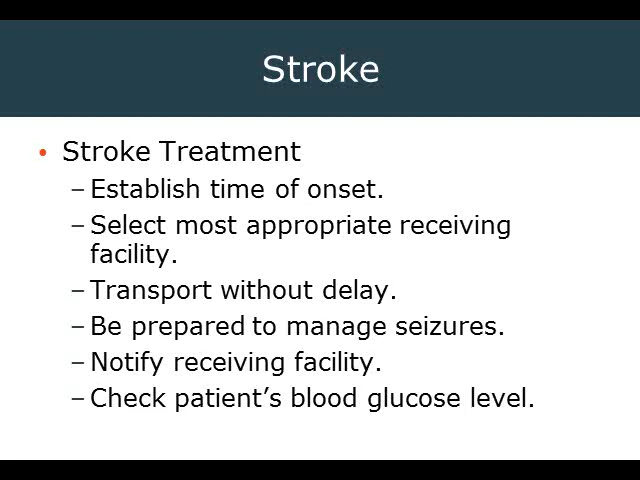 Stroke
• Stroke Treatment
– Establish time of onset.
– Select most appropriate receiving
facility.
– Transport without delay.
– Be prepared to manage seizures.
– Notify receiving facility.
– Check patient’s blood glucose level.